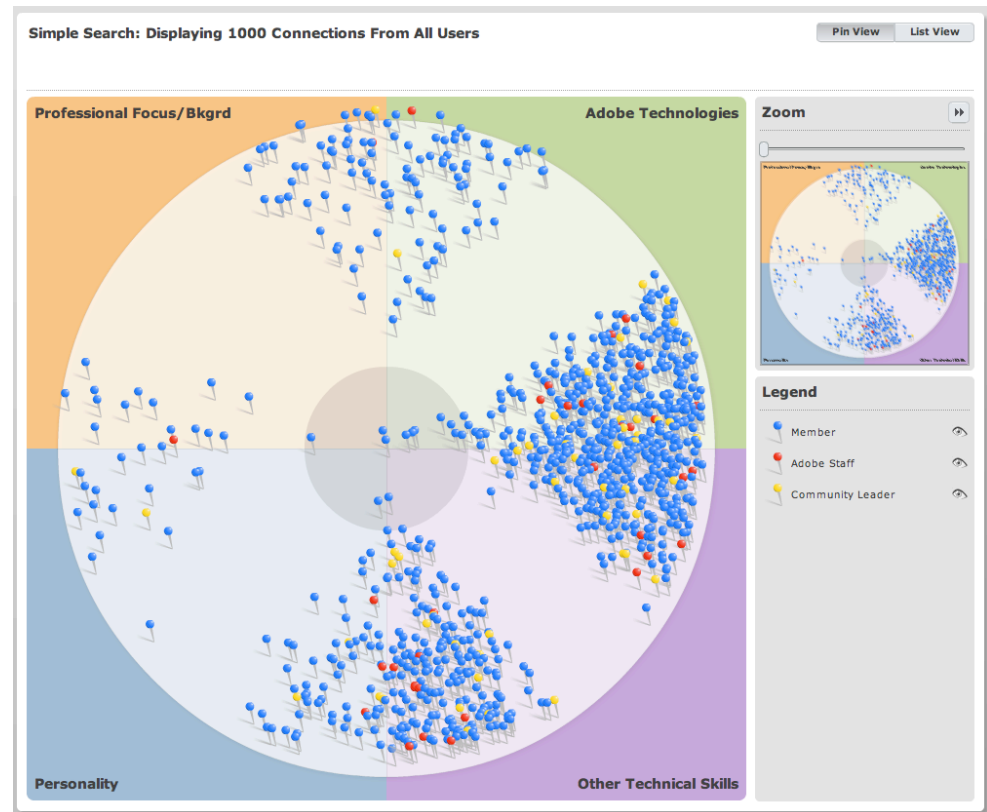 Simple Search: Displaying 1000 Connections From All Users
Pin View
List View
Professional Focus/Bkgrd
Adobe Technologies
Zoom
Legend
Member
Adobe Staff
Community Leader
Personality
Other Technical Skills